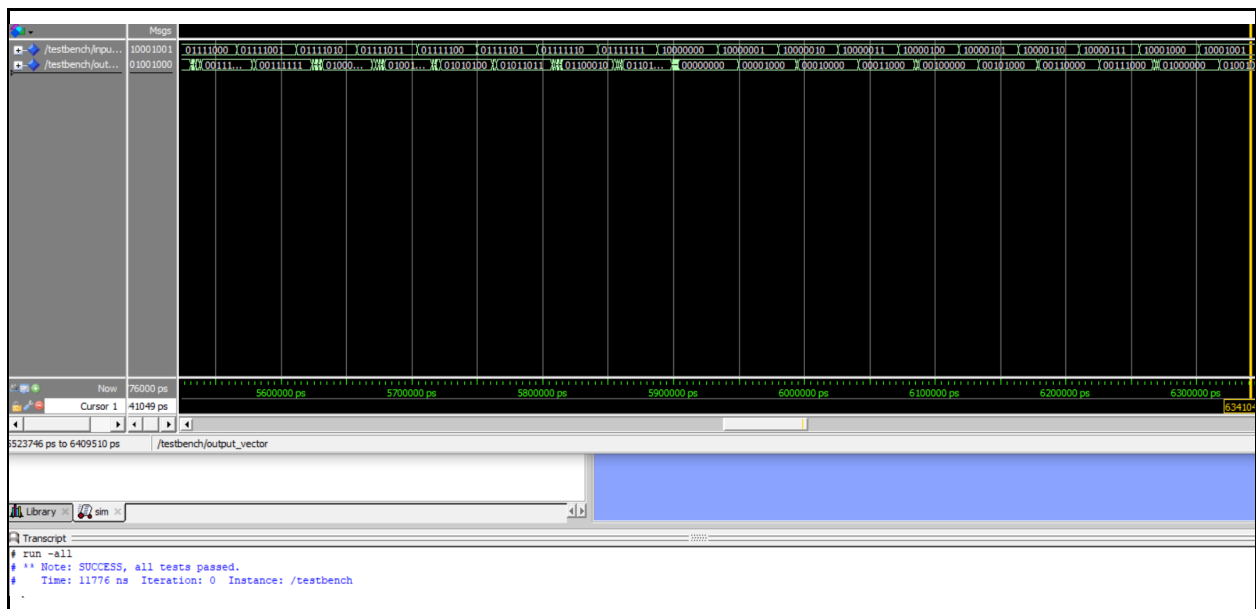 Msgs
/testbench/inpu... 10001001 01111000 01111001 01111010 01111011 01111100 01111101 01111110 01111111 10000000 10000001 10000010 10000011 10000100 10000101 10000110 10000111 10001000 10001001
/testbench/out... 01001000 00111... 00111111 01000... 01001... 01010100 01011011 01100010 01101... 00000000 00001000 00010000 00011000 00100000 00101000 00110000 00111000 01000000 010010
Now 76000 ps 5600000 ps 5700000 ps 5800000 ps 5900000 ps 6000000 ps 6100000 ps 6200000 ps 6300000 ps
Cursor 1 41049 ps 634104
5523746 ps to 6409510 ps /testbench/output_vector
Library sim
Transcript
# run -all
# ** Note: SUCCESS, all tests passed.
#    Time: 11776 ns  Iteration: 0  Instance: /testbench